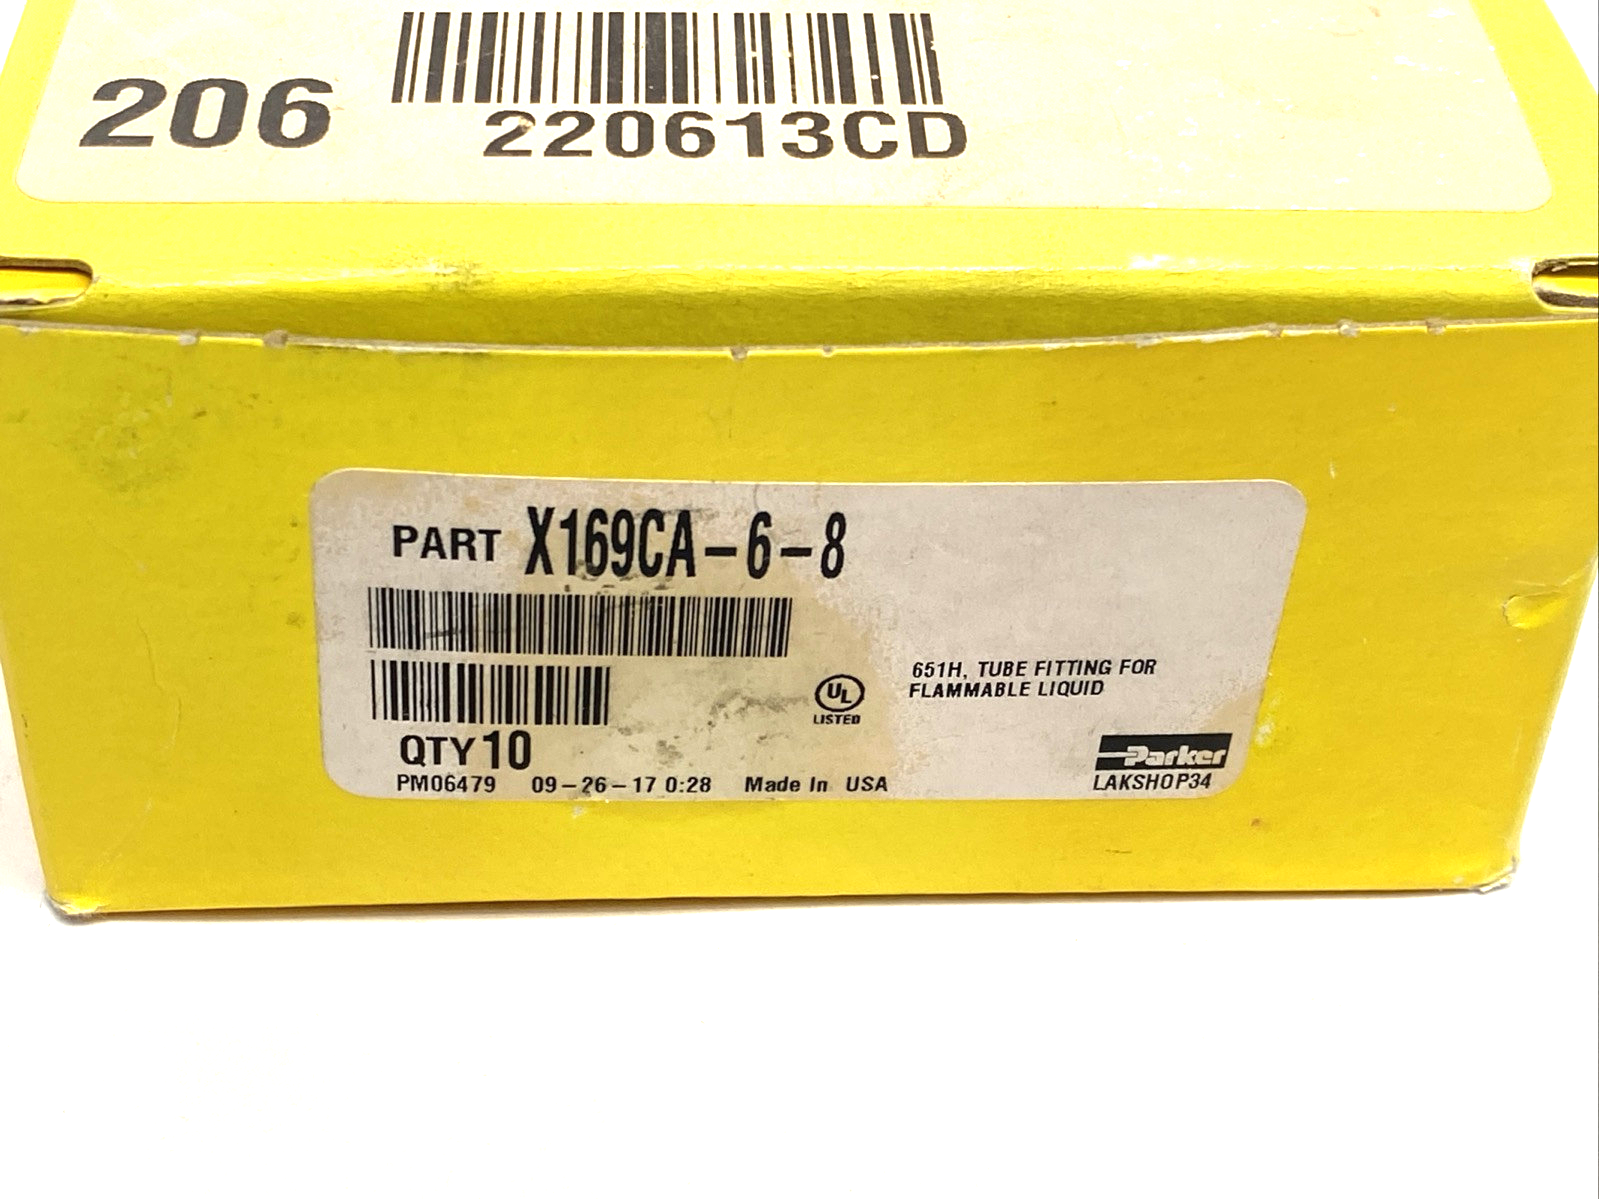 206
220613CD
PART X169CA-6-8
651H, TUBE FITTING FOR
FLAMMABLE LIQUID
UL
LISTED
QTY 10
Parker
PM06479 09-26-17 0:28 Made In USA
LAKSHOP34